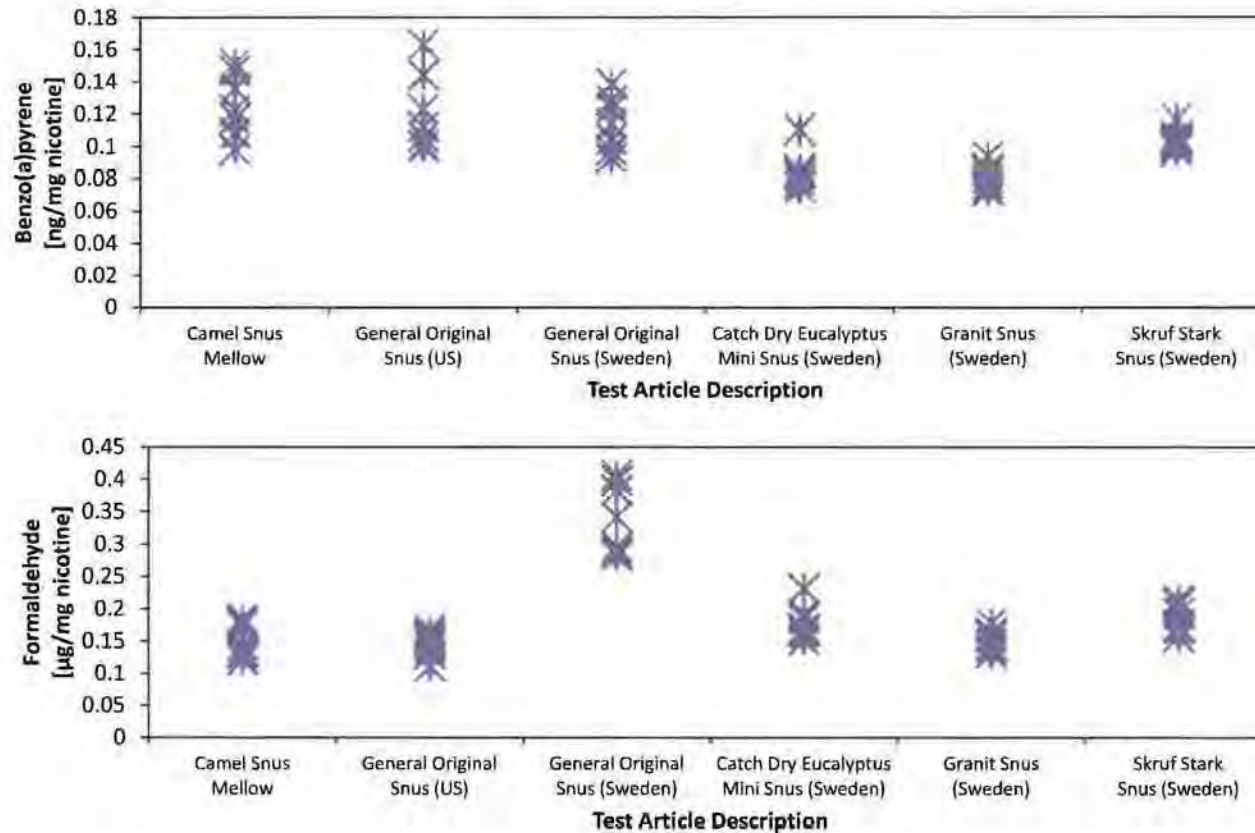 0.18
0.16
0.14
0.12
0.1
0.08
0.06
0.04
0.02
0
Benzo(a)pyrene
[ng/mg nicotine]
Camel Snus
Mellow
General Original
Snus (US)
General Original
Snus (Sweden)
Catch Dry Eucalyptus
Mini Snus (Sweden)
Granit Snus
(Sweden)
Skruf Stark
Snus (Sweden)
Test Article Description
0.45
0.4
0.35
0.3
0.25
0.2
0.15
0.1
0.05
0
Formaldehyde
[µg/mg nicotine]
Camel Snus
Mellow
General Original
Snus (US)
General Original
Snus (Sweden)
Catch Dry Eucalyptus
Mini Snus (Sweden)
Granit Snus
(Sweden)
Skruf Stark
Snus (Sweden)
Test Article Description